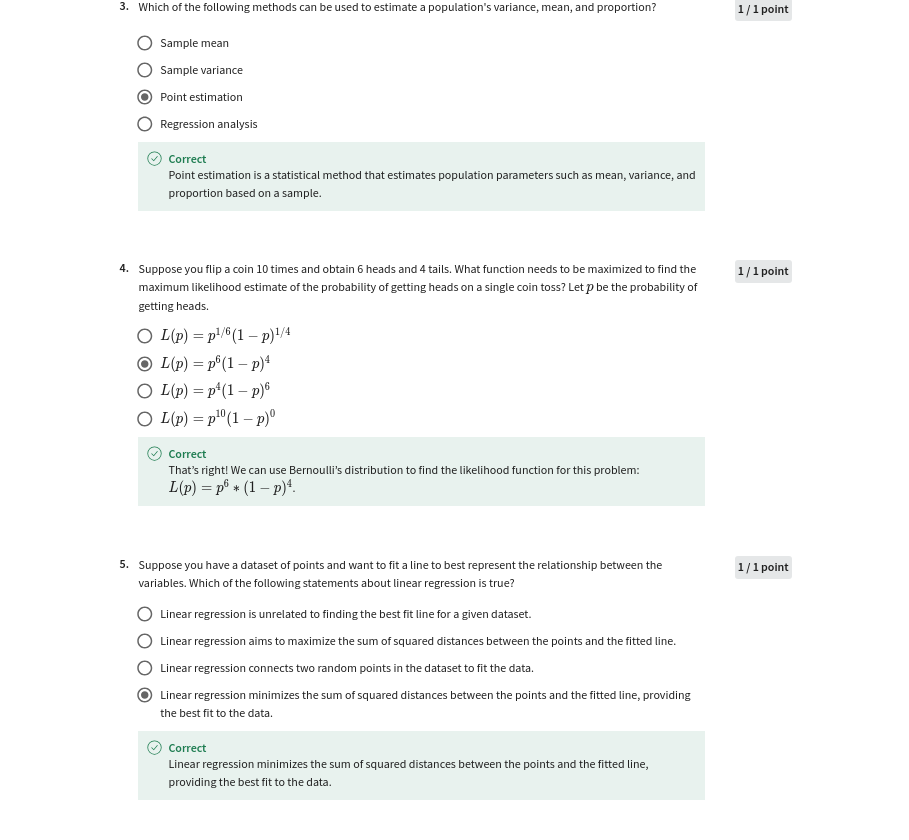 3. Which of the following methods can be used to estimate a population's variance, mean, and proportion?
1 / 1 point
Sample mean
Sample variance
Point estimation
Regression analysis
Correct
Point estimation is a statistical method that estimates population parameters such as mean, variance, and
proportion based on a sample.
4. Suppose you flip a coin 10 times and obtain 6 heads and 4 tails. What function needs to be maximized to find the
1 / 1 point
maximum likelihood estimate of the probability of getting heads on a single coin toss? Let p be the probability of
getting heads.
L(p) = p^{1/6}(1 − p)^{1/4}
L(p) = p^6(1 − p)^4
L(p) = p^4(1 − p)^6
L(p) = p^{10}(1 − p)^0
Correct
That's right! We can use Bernoulli's distribution to find the likelihood function for this problem:
L(p) = p^6 ∗ (1 − p)^4.
5. Suppose you have a dataset of points and want to fit a line to best represent the relationship between the
1 / 1 point
variables. Which of the following statements about linear regression is true?
Linear regression is unrelated to finding the best fit line for a given dataset.
Linear regression aims to maximize the sum of squared distances between the points and the fitted line.
Linear regression connects two random points in the dataset to fit the data.
Linear regression minimizes the sum of squared distances between the points and the fitted line, providing
the best fit to the data.
Correct
Linear regression minimizes the sum of squared distances between the points and the fitted line,
providing the best fit to the data.